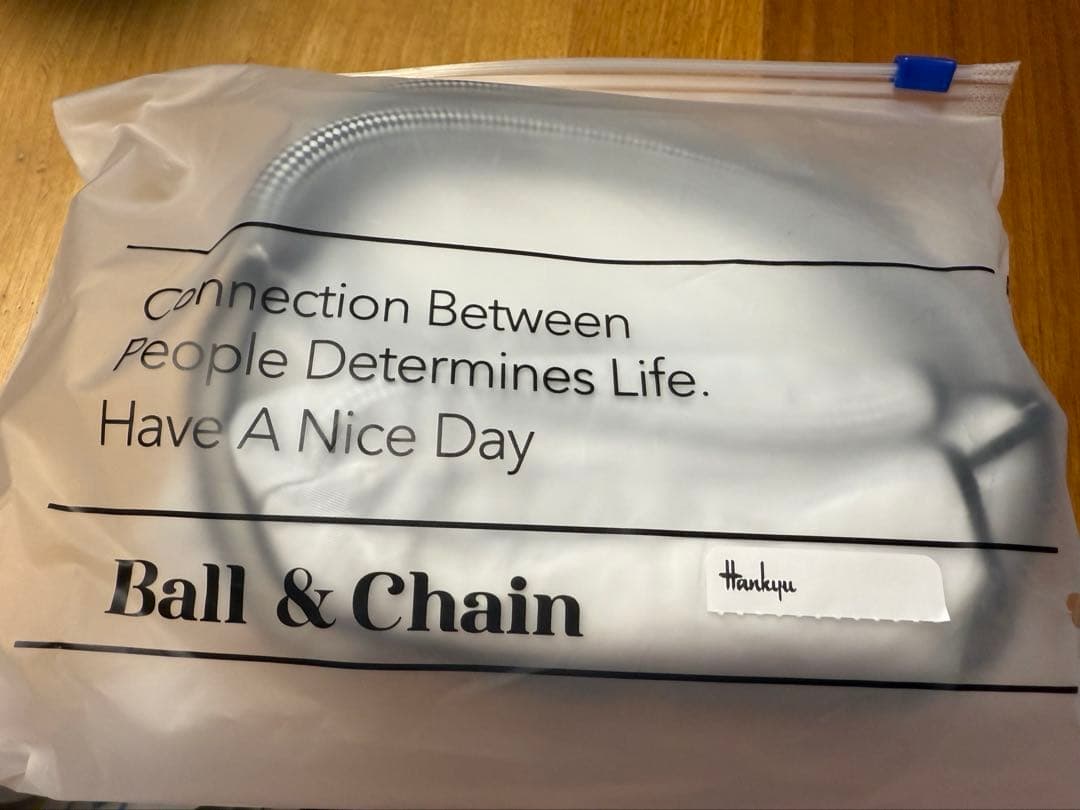 Connection Between
People Determines Life.
Have A Nice Day
Ball & Chain
Hankyu